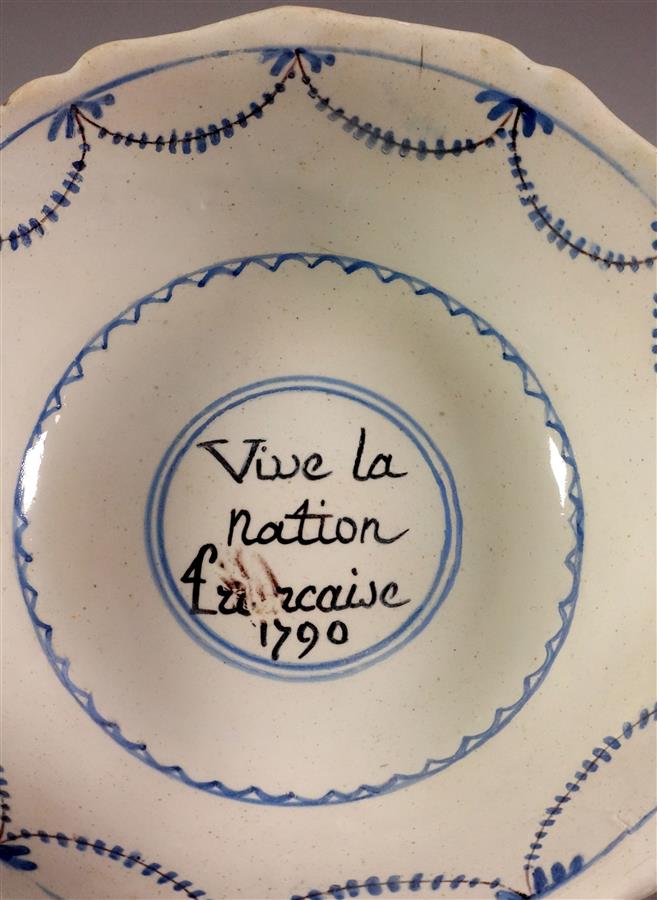 Vive la
nation
francaise
1790